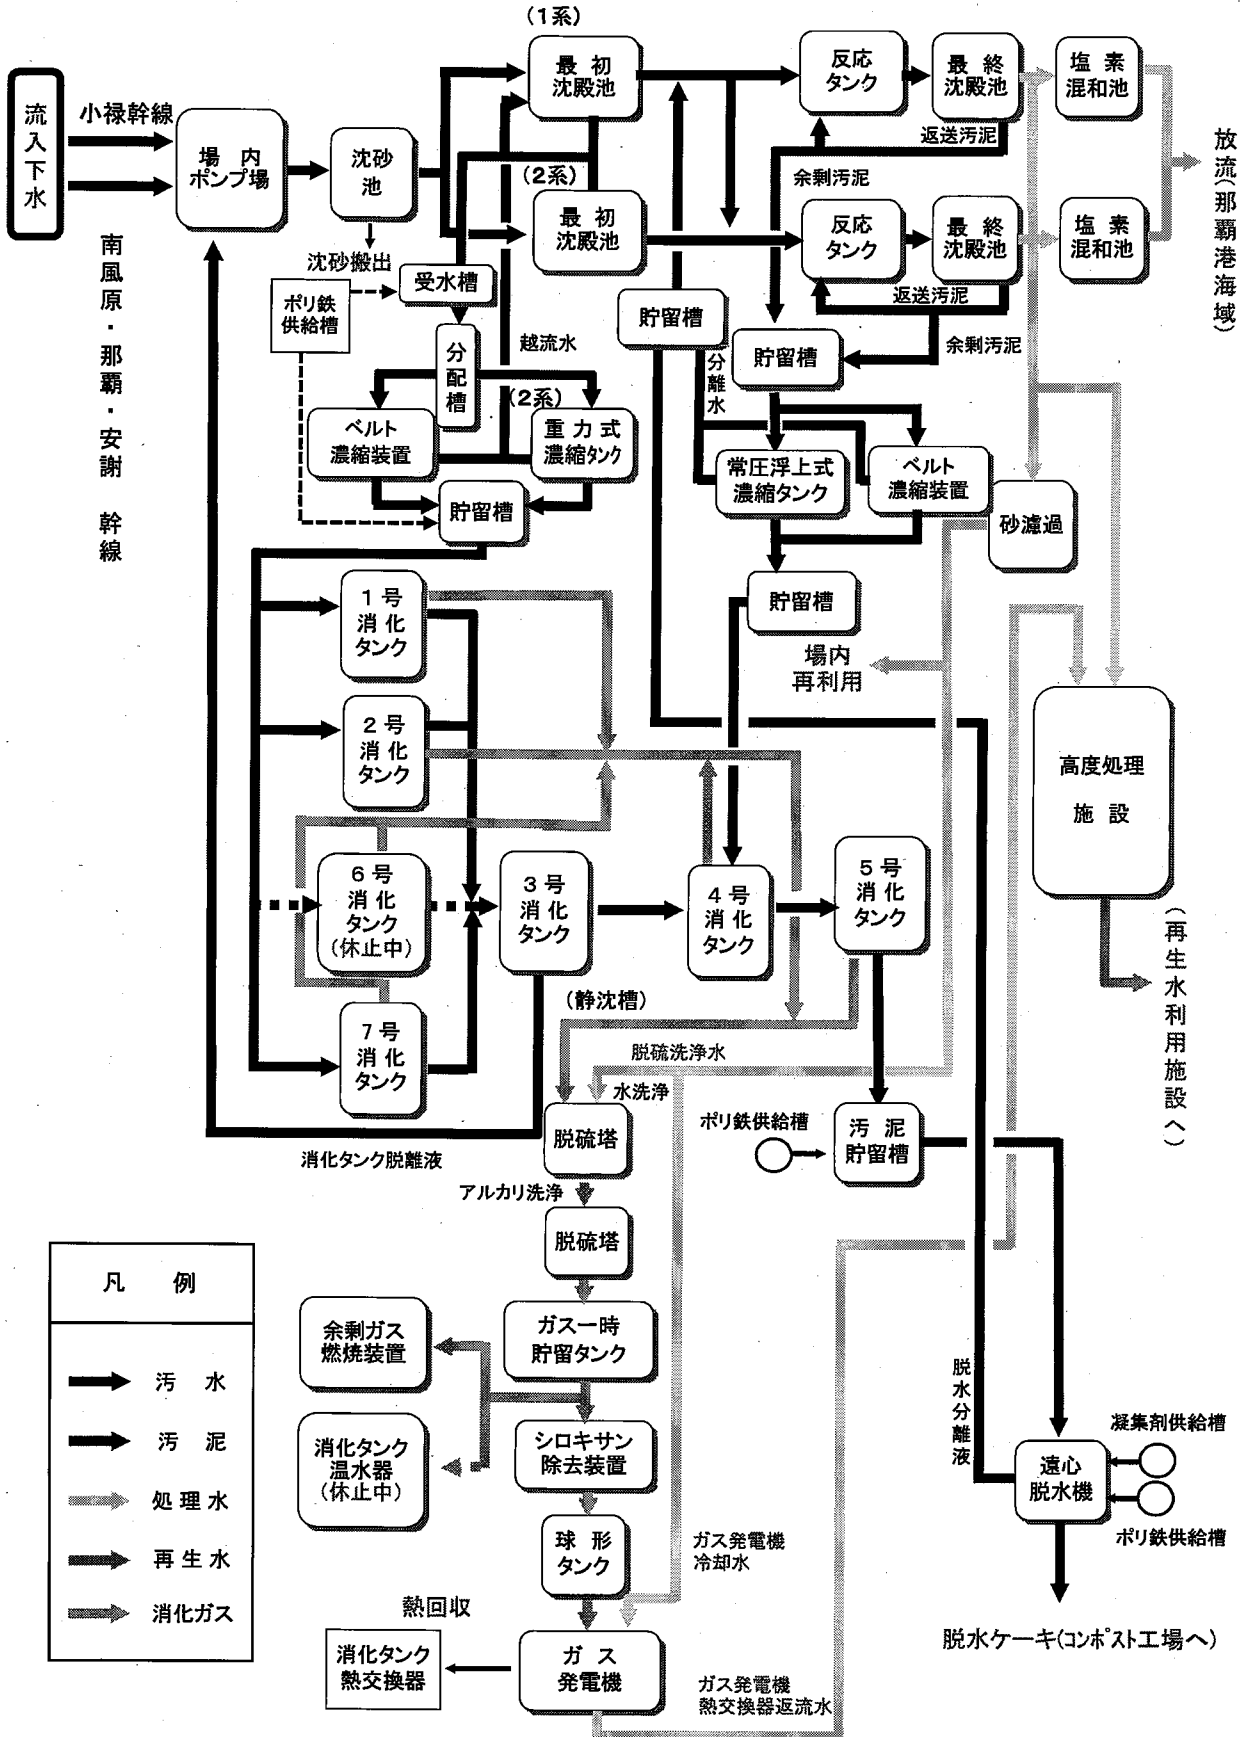 (1系)
流入下水
小禄幹線
場内
ポンプ場
沈砂
池
最初
沈殿池
反応
タンク
最終
沈殿池
塩素
混和池
返送汚泥
放流(那覇港海域)
余剰汚泥
(2系)
最初
沈殿池
反応
タンク
最終
沈殿池
塩素
混和池
返送汚泥
余剰汚泥
南風原・那覇・安謝 幹線
沈砂搬出
ポリ鉄
供給槽
受水槽
分配槽
越流水
貯留槽
分離水
貯留槽
(2系)
ベルト
濃縮装置
重力式
濃縮タンク
貯留槽
常圧浮上式
濃縮タンク
ベルト
濃縮装置
砂濾過
貯留槽
場内
再利用
1号
消化
タンク
2号
消化
タンク
6号
消化
タンク
(休止中)
7号
消化
タンク
3号
消化
タンク
4号
消化
タンク
5号
消化
タンク
高度処理
施設
(再生水利用施設へ)
(静沈槽)
脱硫洗浄水
水洗浄
消化タンク脱離液
脱硫塔
アルカリ洗浄
脱硫塔
ポリ鉄供給槽
汚泥
貯留槽
ガス一時
貯留タンク
余剰ガス
燃焼装置
消化タンク
温水器
(休止中)
シロキサン
除去装置
球形
タンク
ガス発電機
冷却水
熱回収
消化タンク
熱交換器
ガス
発電機
ガス発電機
熱交換器返流水
脱水分離液
凝集剤供給槽
遠心
脱水機
ポリ鉄供給槽
脱水ケーキ(コンポスト工場へ)
凡例
汚水
汚泥
処理水
再生水
消化ガス